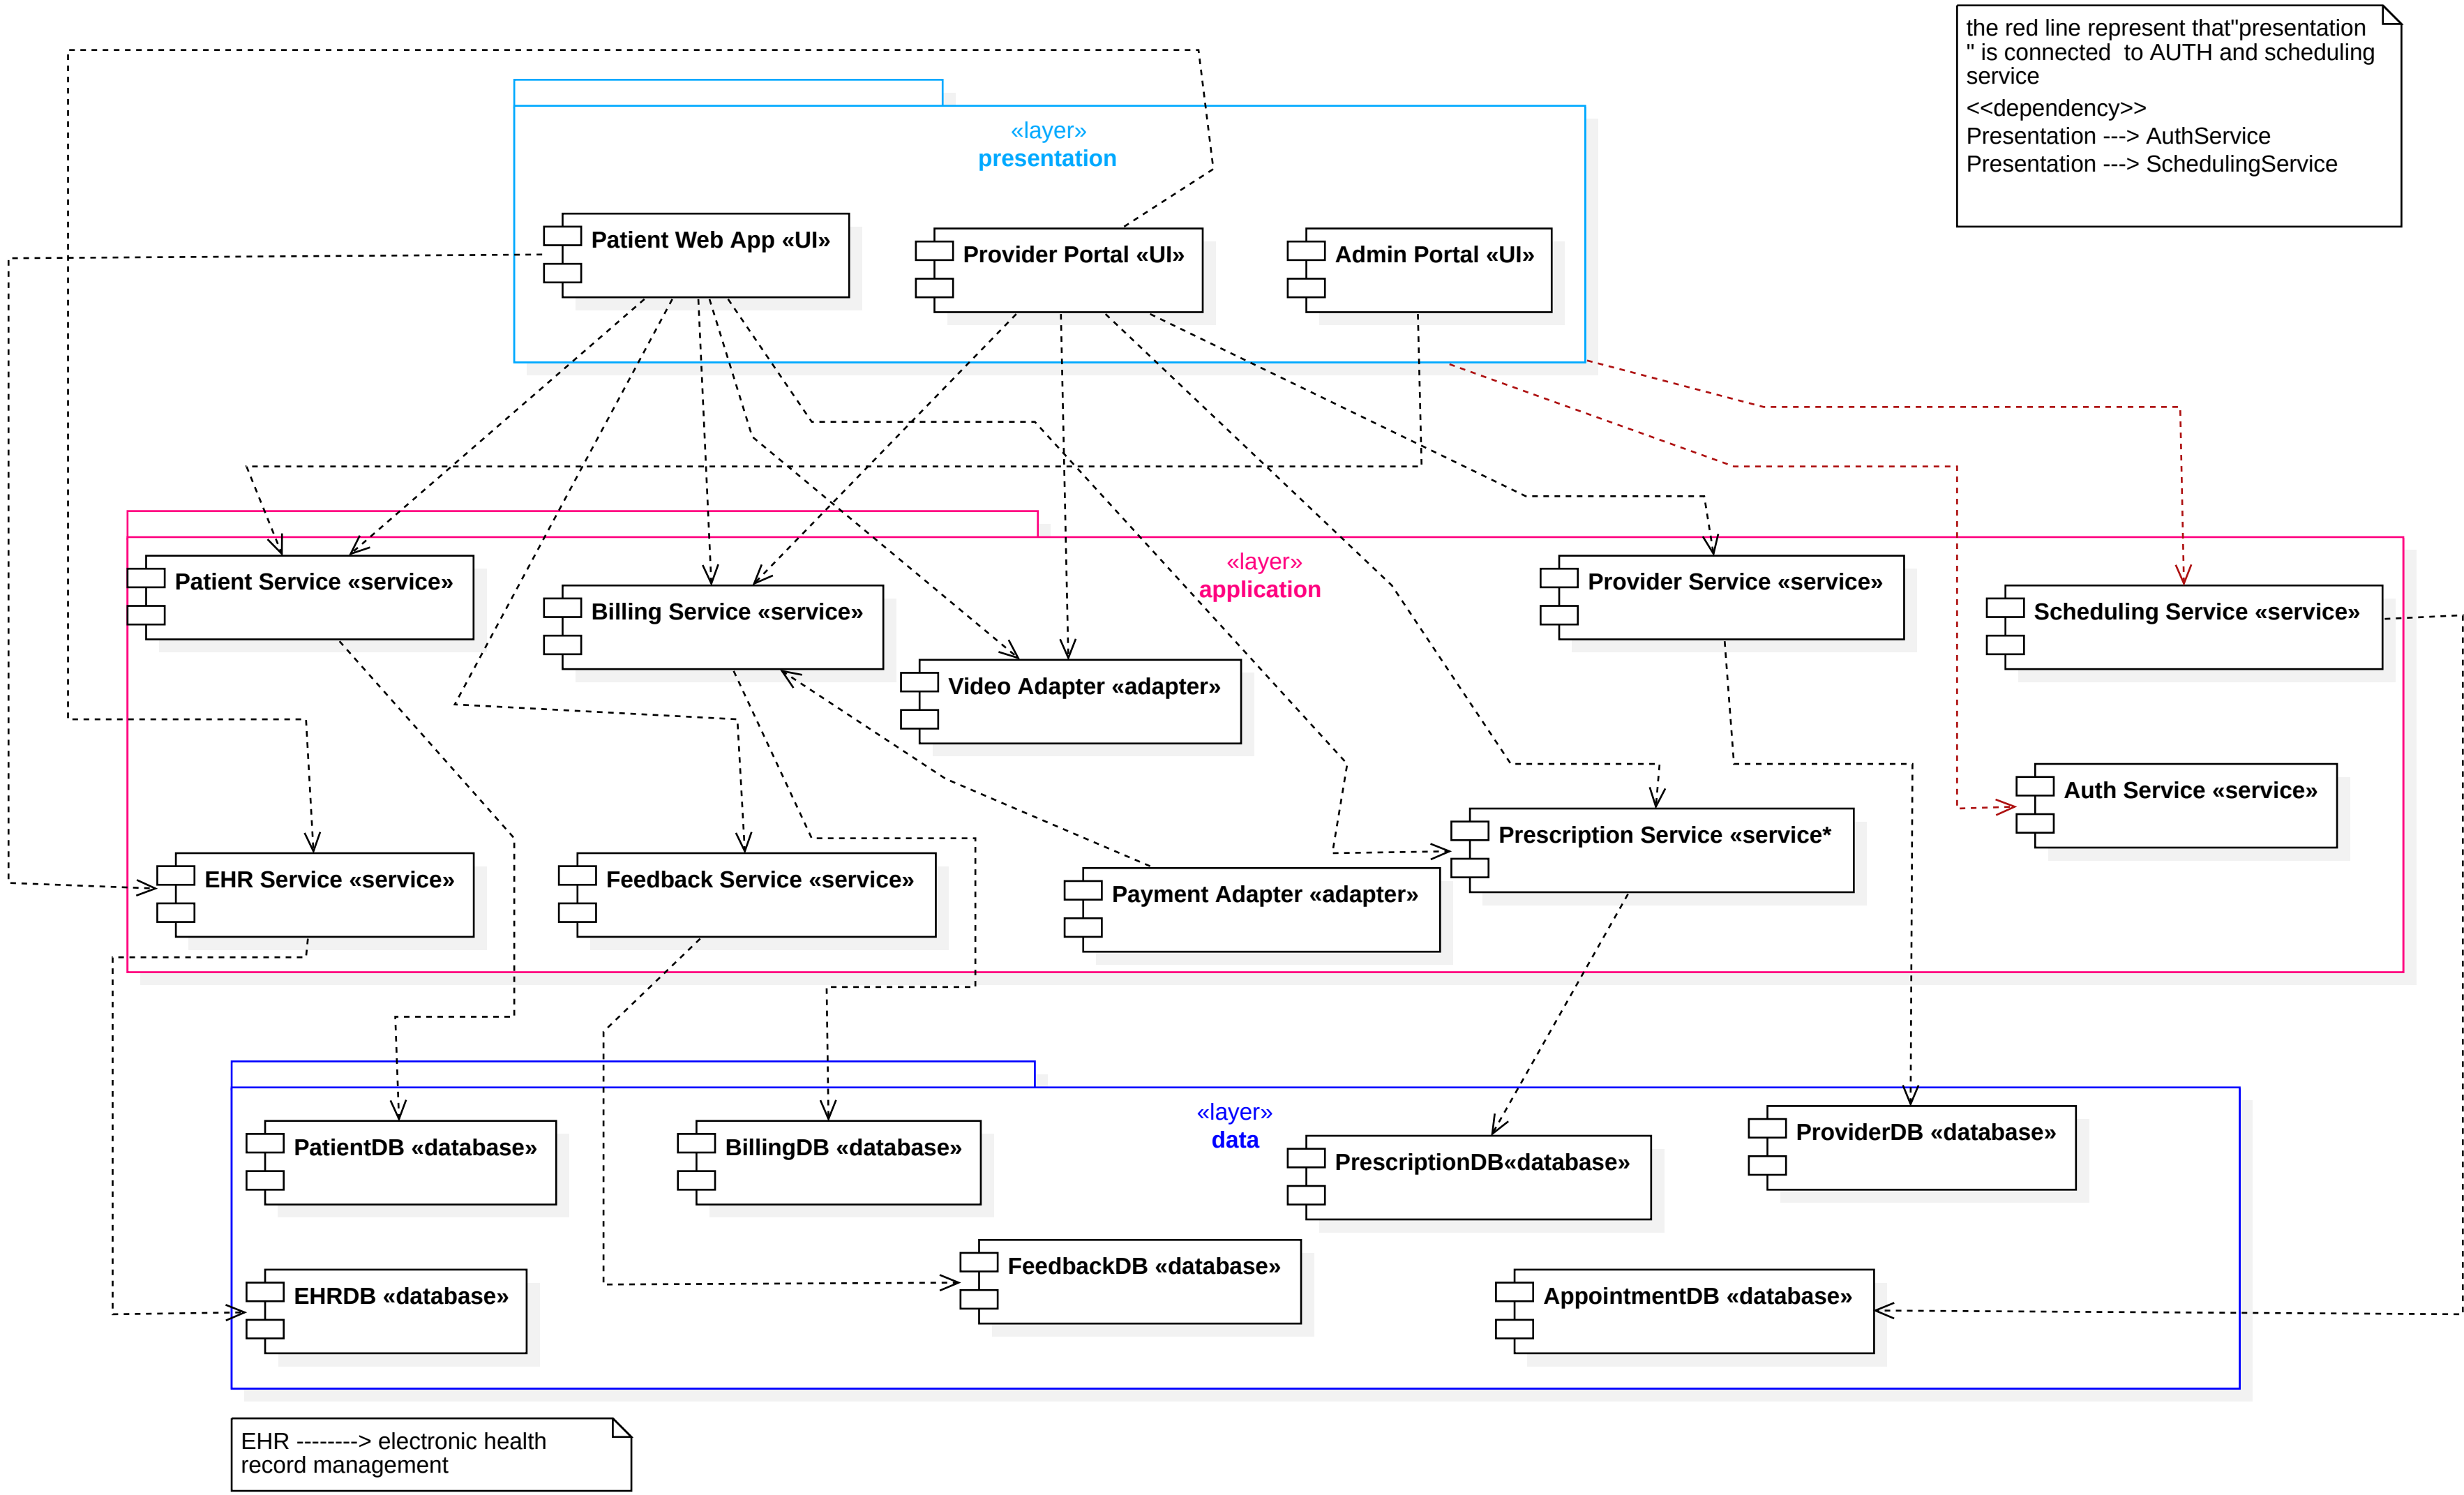 the red line represent that"presentation
" is connected  to AUTH and scheduling
service
<<dependency>>
Presentation ---> AuthService
Presentation ---> SchedulingService
«layer»
presentation
Patient Web App «UI»
Provider Portal «UI»
Admin Portal «UI»
«layer»
application
Patient Service «service»
Billing Service «service»
Provider Service «service»
Scheduling Service «service»
Video Adapter «adapter»
Auth Service «service»
Prescription Service «service*
EHR Service «service»
Feedback Service «service»
Payment Adapter «adapter»
«layer»
data
PatientDB «database»
BillingDB «database»
PrescriptionDB«database»
ProviderDB «database»
FeedbackDB «database»
EHRDB «database»
AppointmentDB «database»
EHR --------> electronic health
record management